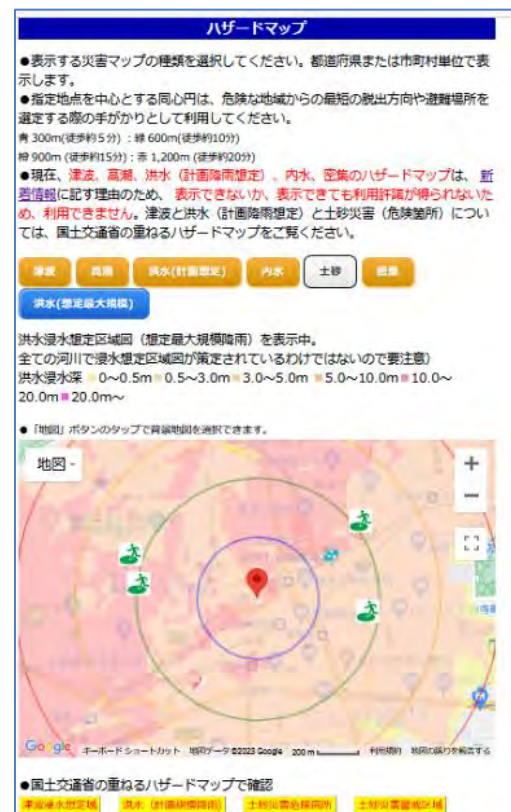 ハザードマップ
●表示する災害マップの種類を選択してください。都道府県または市町村単位で表
示します。
●指定地点を中心とする同心円は、危険な地域からの最短の脱出方向や避難場所を
選定する際の手がかりとして利用してください。
青 300m(徒歩約5分) : 緑 600m(徒歩約10分)
橙 900m (徒歩約15分) : 赤 1,200m (徒歩約20分)
●現在、津波、高潮、洪水（計画降雨想定）、内水、密集のハザードマップは、新
着情報に記す理由のため、表示できないか、表示できても利用許諾が得られないた
め、利用できません。津波と洪水（計画降雨想定）と土砂災害（危険箇所）につい
ては、国土交通省の重ねるハザードマップをご覧ください。
津波 高潮 洪水(計画想定) 内水 土砂 密集
洪水(想定最大規模)
洪水浸水想定区域図（想定最大規模降雨）を表示中。
全ての河川で浸水想定区域図が策定されているわけではないので要注意）
洪水浸水深 ■0～0.5m■0.5～3.0m■3.0～5.0m ■5.0～10.0m■10.0～
20.0m■20.0m～
●「地図」ボタンのタップで背景地図を選択できます。
地図
Google キーボード ショートカット 地図データ ©2023 Google 200 m 利用規約 地図の誤りを報告する
●国土交通省の重ねるハザードマップで確認
津波浸水想定域 洪水（計画規模降雨） 土砂災害危険箇所 土砂災害警戒区域